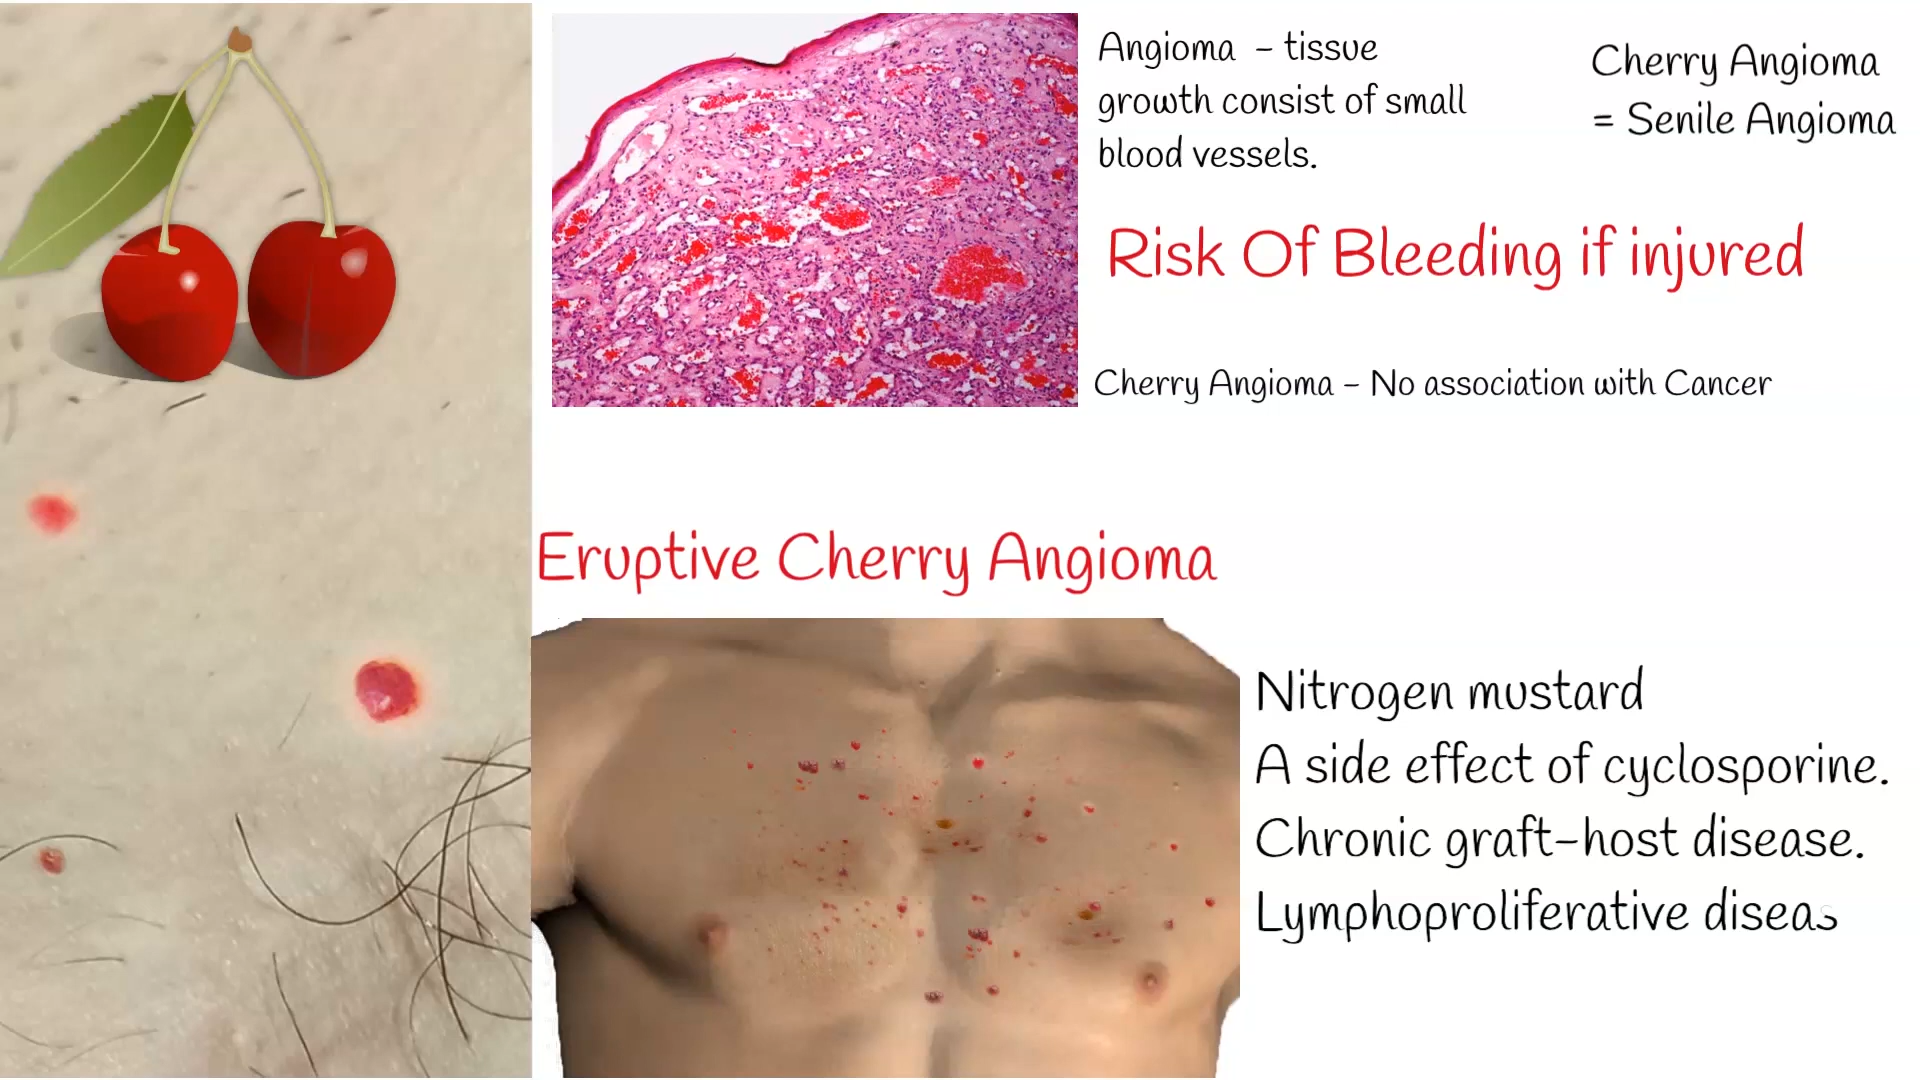 Angioma - tissue
growth consist of small
blood vessels.
Cherry Angioma
= Senile Angioma
Risk Of Bleeding if injured
Cherry Angioma - No association with Cancer
Eruptive Cherry Angioma
Nitrogen mustard
A side effect of cyclosporine.
Chronic graft-host disease.
Lymphoproliferative diseas